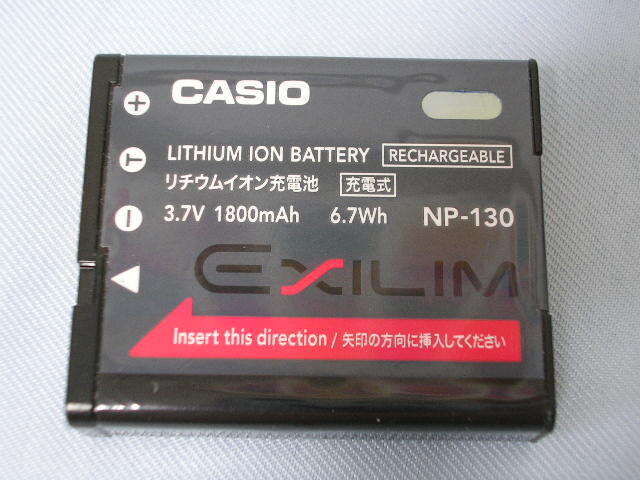 CASIO
LITHIUM ION BATTERY RECHARGEABLE
リチウムイオン充電池 充電式
3.7V 1800mAh 6.7Wh NP-130
EXILIM
Insert this direction / 矢印の方向に挿入してください
+
T
−